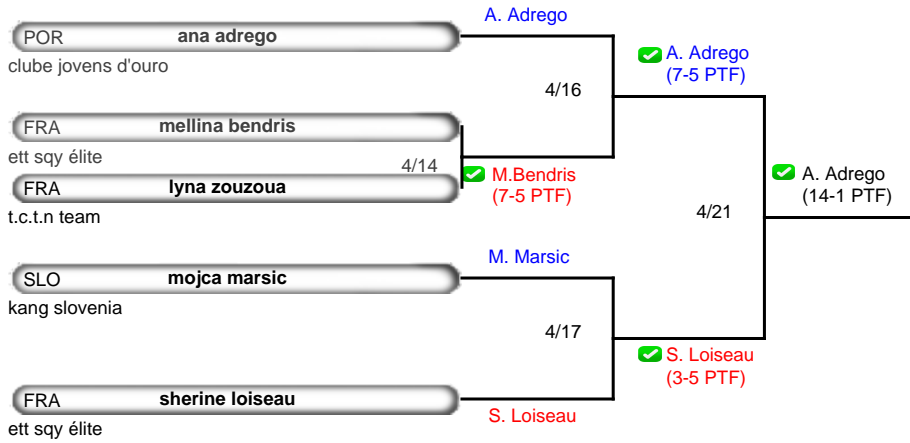 A. Adrego
POR ana adrego
clube jovens d'ouro
A. Adrego
(7-5 PTF)
4/16
FRA mellina bendris
ett sqy élite
4/14
M.Bendris
(7-5 PTF)
FRA lyna zouzoua
t.c.t.n team
A. Adrego
(14-1 PTF)
4/21
M. Marsic
SLO mojca marsic
kang slovenia
4/17
S. Loiseau
(3-5 PTF)
FRA sherine loiseau
S. Loiseau
ett sqy élite